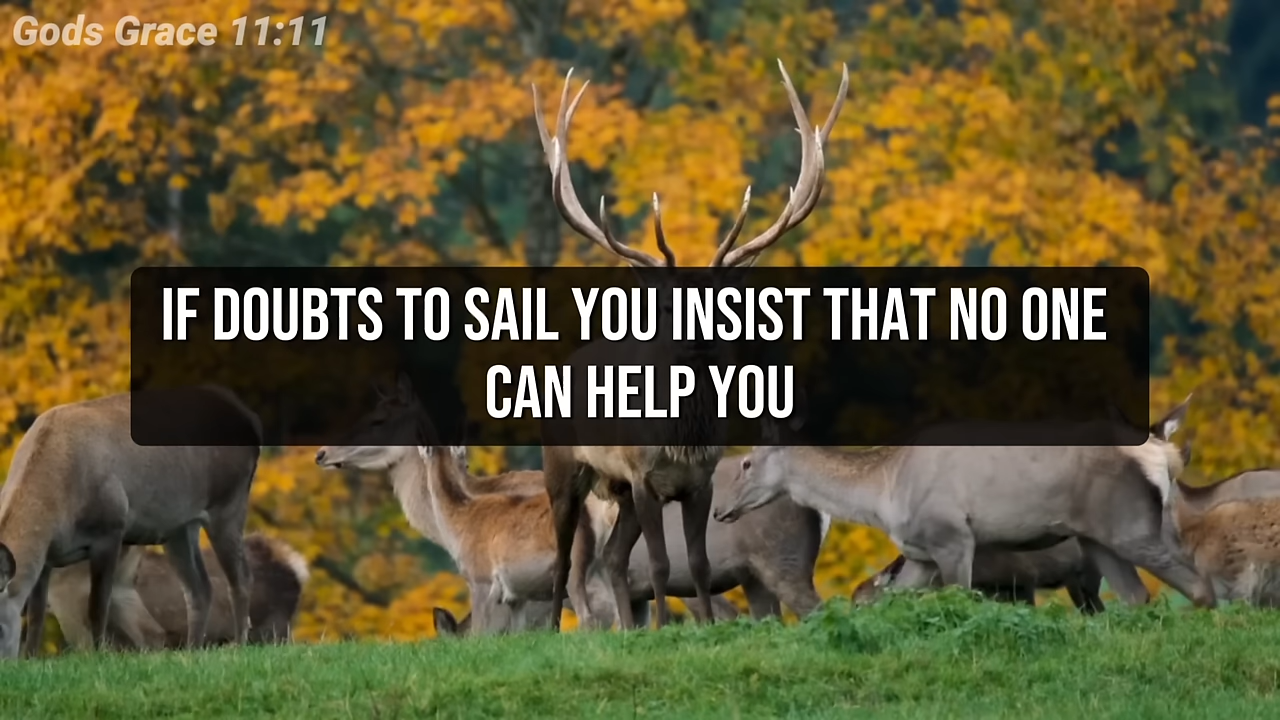 Gods Grace 11:11
IF DOUBTS TO SAIL YOU INSIST THAT NO ONE
CAN HELP YOU